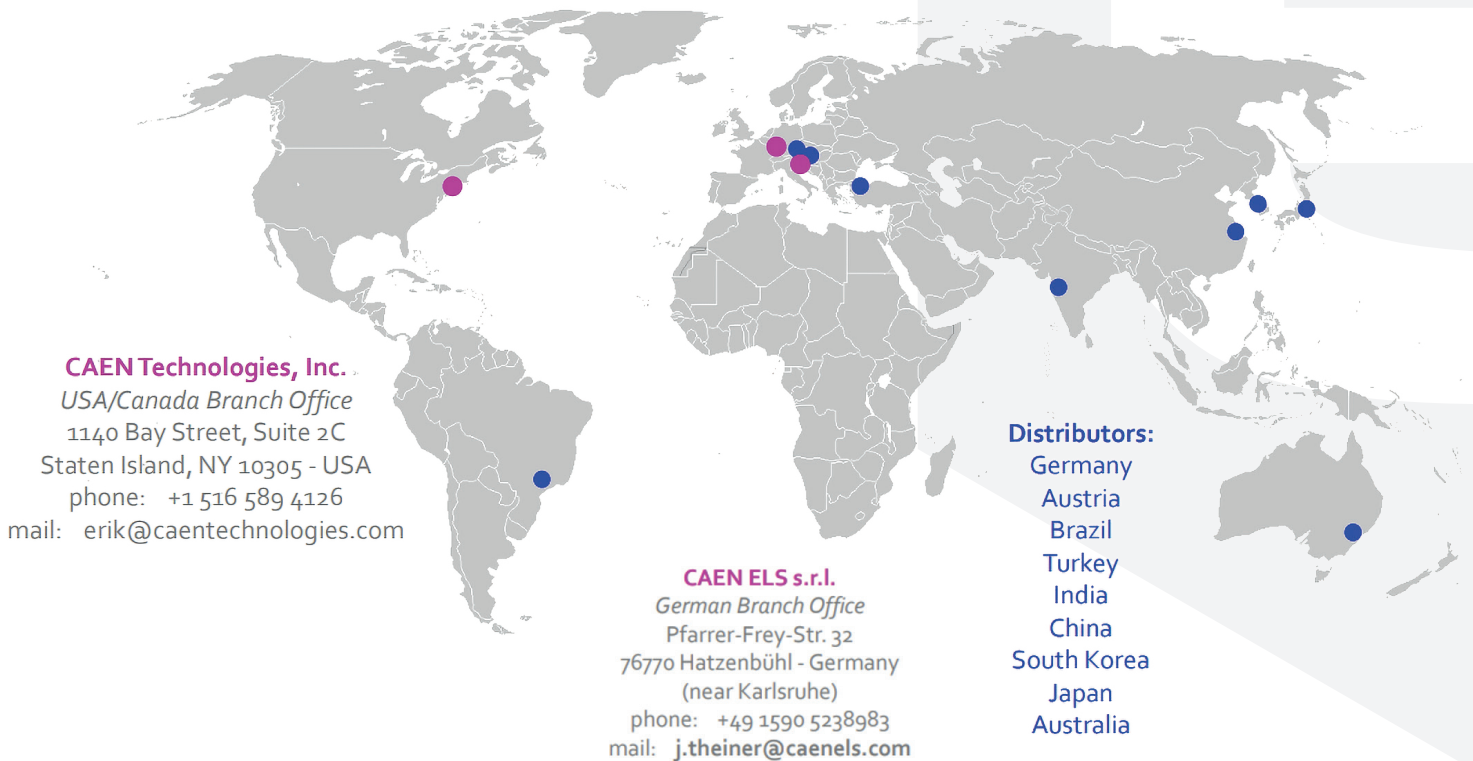 CAEN Technologies, Inc.
USA/Canada Branch Office
1140 Bay Street, Suite 2C
Staten Island, NY 10305 - USA
phone: +1 516 589 4126
mail: erik@caentechnologies.com
CAEN ELS s.r.l.
German Branch Office
Pfarrer-Frey-Str. 32
76770 Hatzenbühl - Germany
(near Karlsruhe)
phone: +49 1590 5238983
mail: j.theiner@caenels.com
Distributors:
Germany
Austria
Brazil
Turkey
India
China
South Korea
Japan
Australia